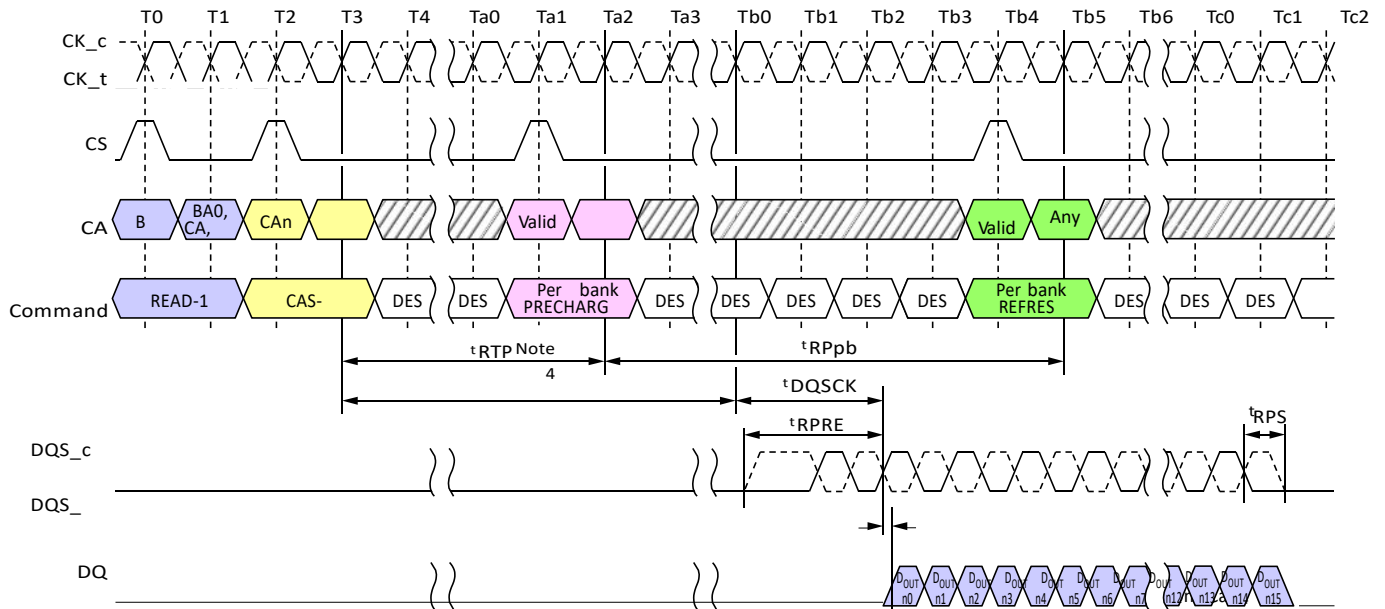 T0 T1 T2 T3 T4 Ta0 Ta1 Ta2 Ta3 Tb0 Tb1 Tb2 Tb3 Tb4 Tb5 Tb6 Tc0 Tc1 Tc2
CK_c
CK_t
CS
CA B BA0, CA, CAn Valid Valid Any
Command READ-1 CAS- DES DES Per bank PRECHARG DES DES DES DES DES Per bank REFRES DES DES DES
tRTP Note 4 tRPpb
tDQSCK
tRPRE tRPS
DQS_c
DQS_
DQ DOUT n0 DOUT n1 DOUT n2 DOUT n3 DOUT n4 DOUT n5 DOUT n6 DOUT n7 DOUT n12 DOUT n13 DOUT n14 DOUT n15